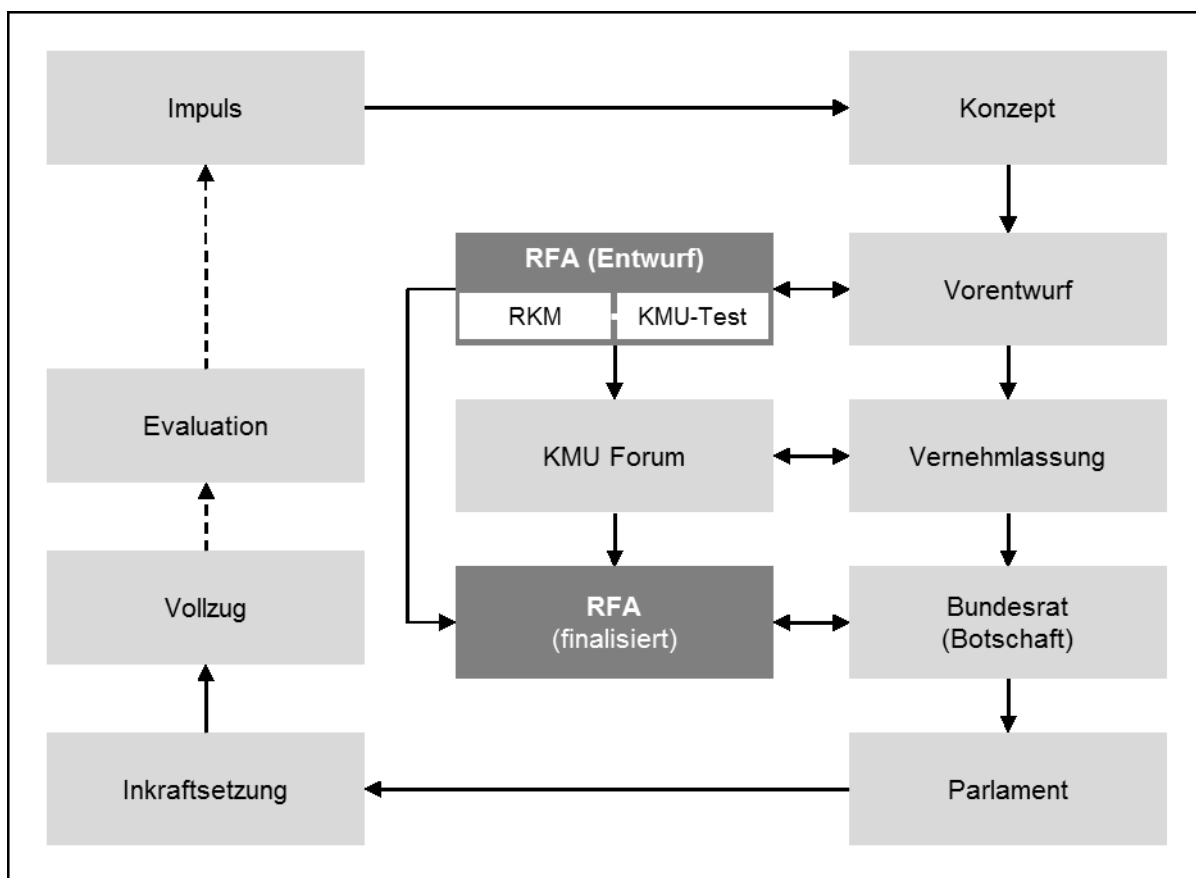 Impuls
Konzept
RFA (Entwurf)
RKM
KMU-Test
Vorentwurf
Evaluation
KMU Forum
Vernehmlassung
Vollzug
RFA
(finalisiert)
Bundesrat
(Botschaft)
Inkraftsetzung
Parlament